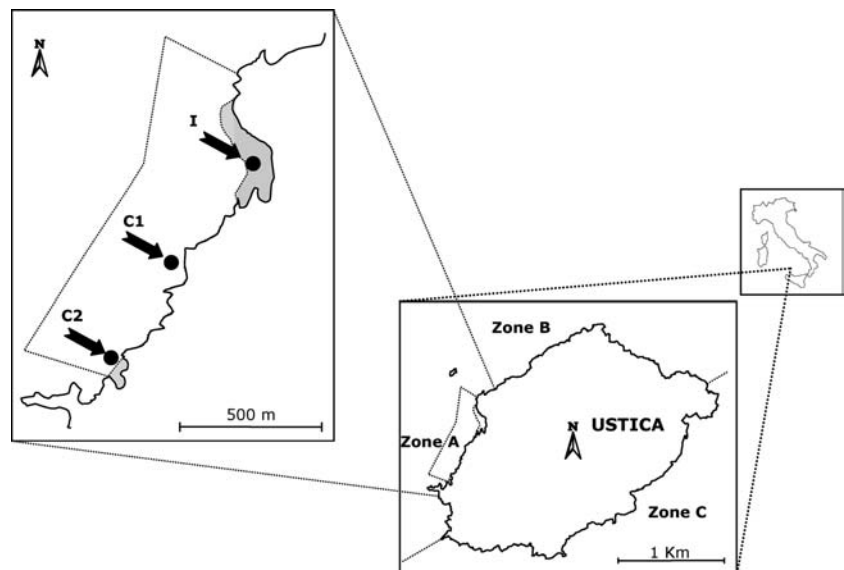 N
I
C1
C2
500 m
Zone B
N
USTICA
Zone A
Zone C
1 Km